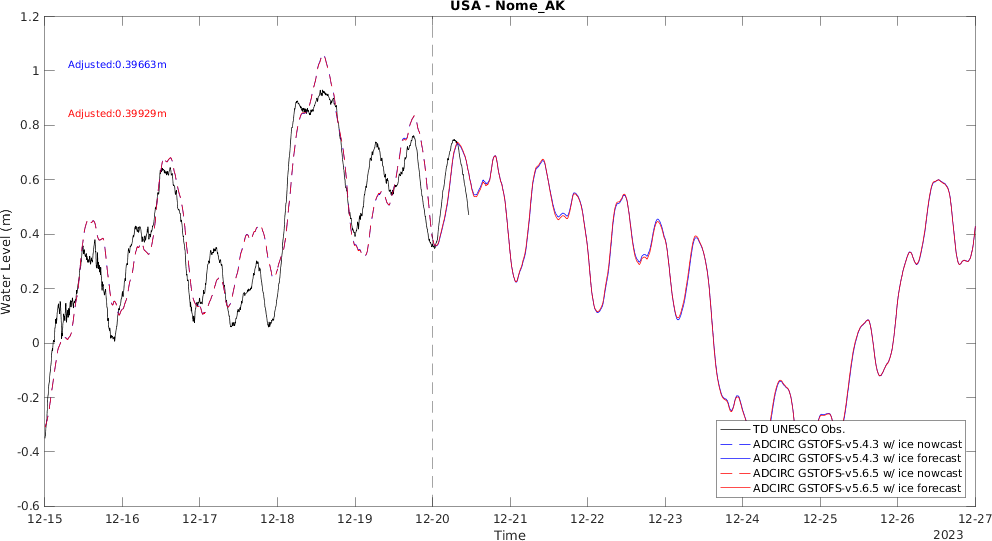 USA - Nome_AK
1.2
1
0.8
0.6
0.4
0.2
0
-0.2
-0.4
-0.6
Water Level (m)
Adjusted:0.39663m
Adjusted:0.39929m
TD UNESCO Obs.
ADCIRC GSTOFS-v5.4.3 w/ ice nowcast
ADCIRC GSTOFS-v5.4.3 w/ ice forecast
ADCIRC GSTOFS-v5.6.5 w/ ice nowcast
ADCIRC GSTOFS-v5.6.5 w/ ice forecast
12-15 12-16 12-17 12-18 12-19 12-20 12-21 12-22 12-23 12-24 12-25 12-26 12-27
Time
2023